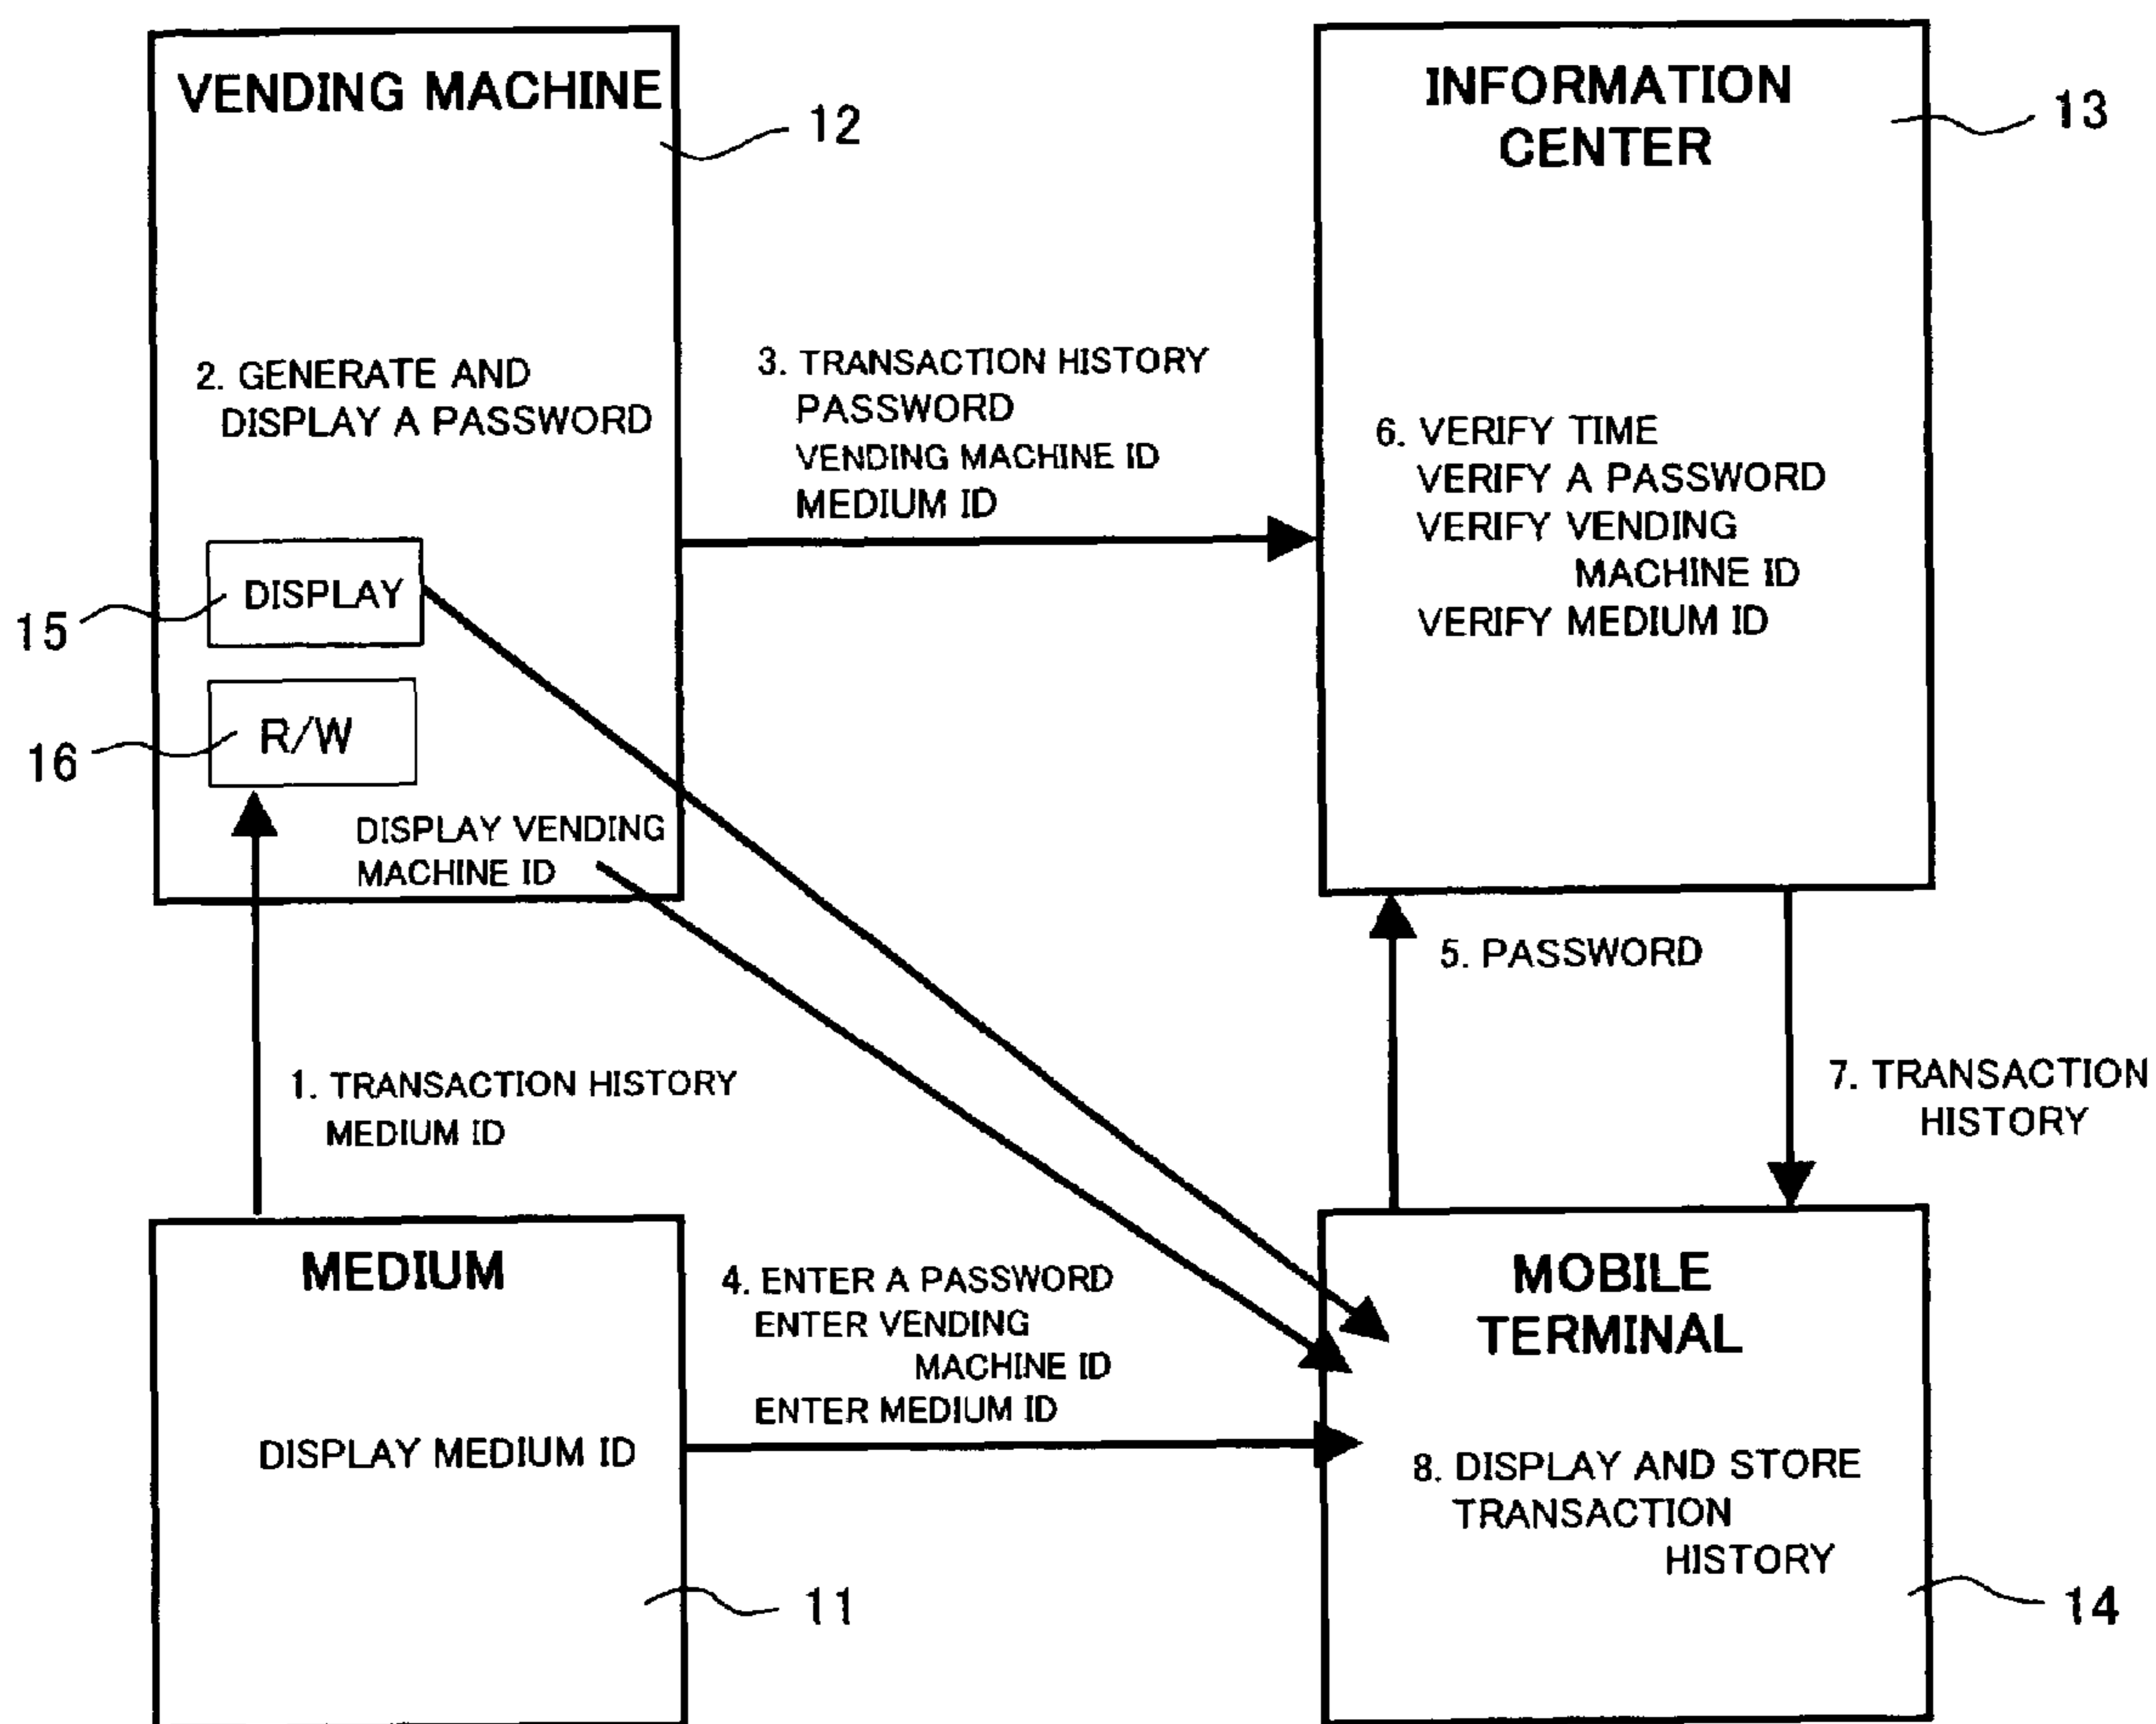 VENDING MACHINE
12
2. GENERATE AND
DISPLAY A PASSWORD
DISPLAY
15
R/W
16
DISPLAY VENDING
MACHINE ID
3. TRANSACTION HISTORY
PASSWORD
VENDING MACHINE ID
MEDIUM ID
INFORMATION
CENTER
13
6. VERIFY TIME
VERIFY A PASSWORD
VERIFY VENDING
MACHINE ID
VERIFY MEDIUM ID
1. TRANSACTION HISTORY
MEDIUM ID
5. PASSWORD
7. TRANSACTION
HISTORY
MEDIUM
DISPLAY MEDIUM ID
11
4. ENTER A PASSWORD
ENTER VENDING
MACHINE ID
ENTER MEDIUM ID
MOBILE
TERMINAL
8. DISPLAY AND STORE
TRANSACTION
HISTORY
14